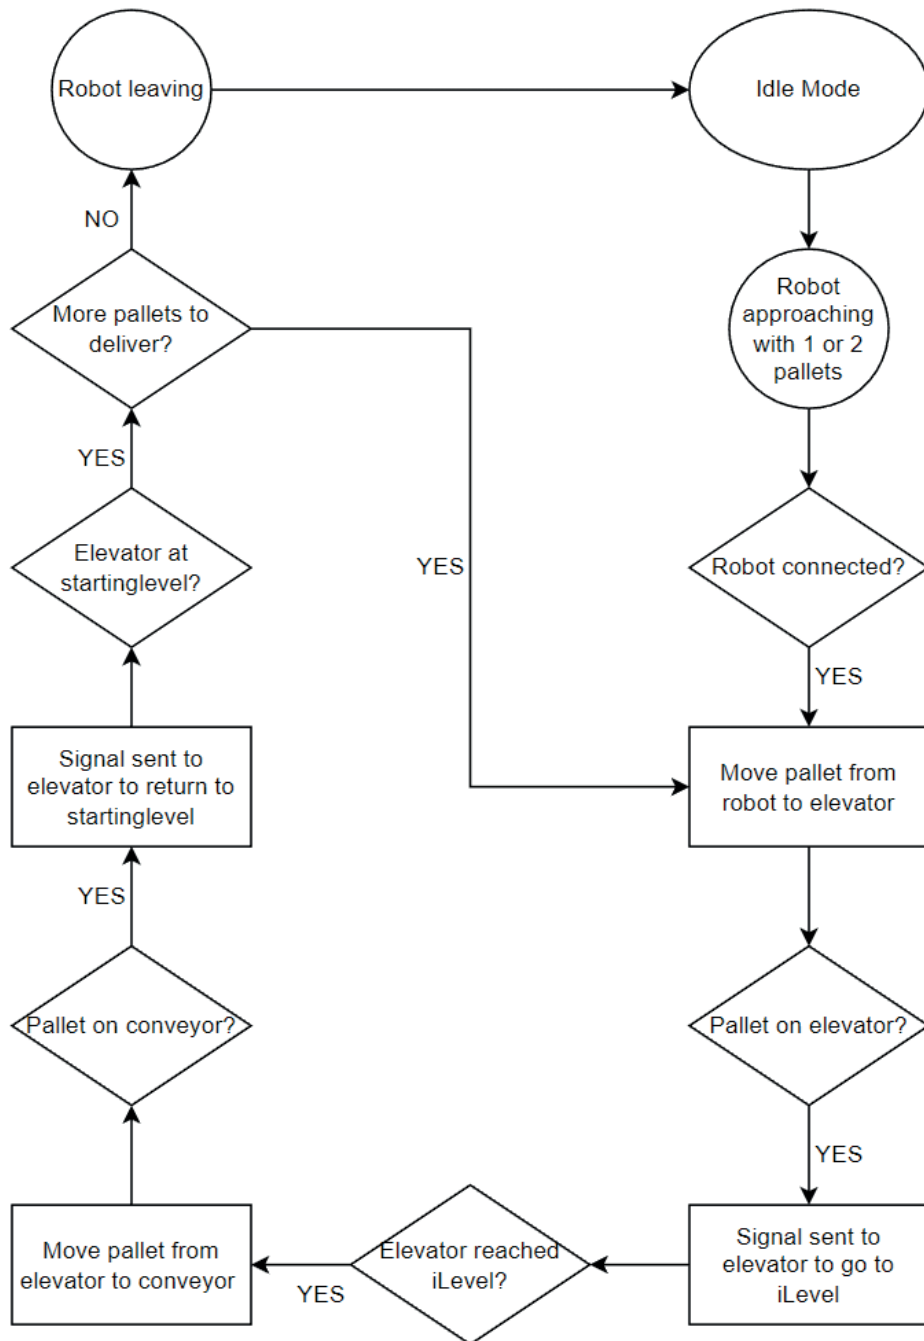 Robot leaving
Idle Mode
NO
Robot
approaching
with 1 or 2
pallets
More pallets to
deliver?
YES
Elevator at
startinglevel?
YES
Robot connected?
YES
Signal sent to
elevator to return to
startinglevel
Move pallet from
robot to elevator
YES
Pallet on conveyor?
Pallet on elevator?
YES
Move pallet from
elevator to conveyor
YES
Elevator reached
iLevel?
Signal sent to
elevator to go to
iLevel